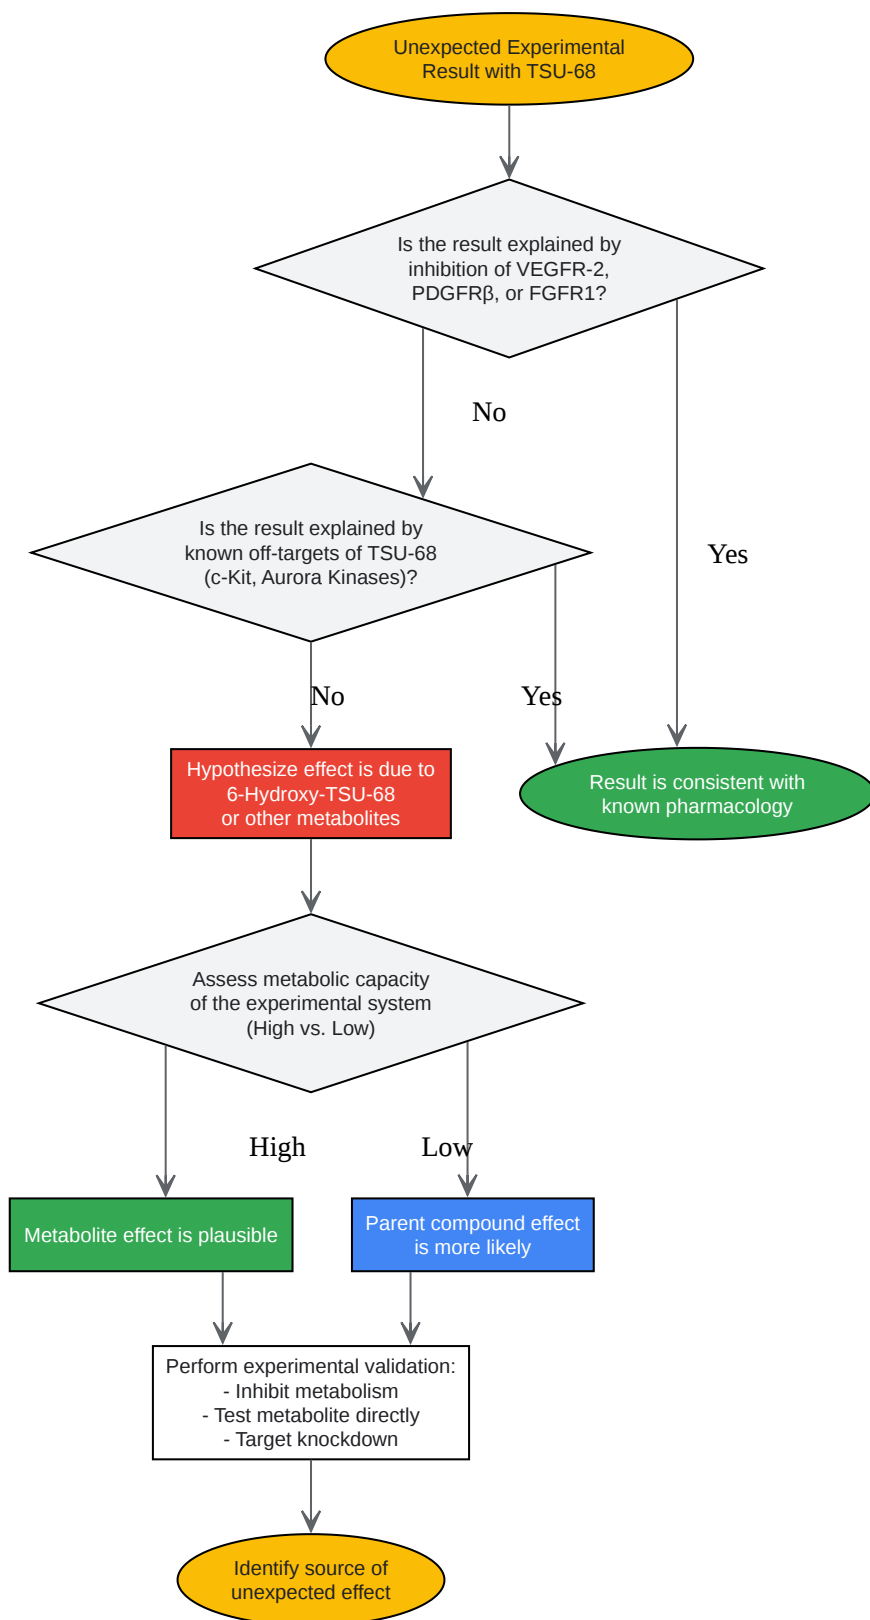 Unexpected Experimental
Result with TSU-68
Is the result explained by
inhibition of VEGFR-2,
PDGFRβ, or FGFR1?
No
Yes
Is the result explained by
known off-targets of TSU-68
(c-Kit, Aurora Kinases)?
No
Yes
Hypothesize effect is due to
6-Hydroxy-TSU-68
or other metabolites
Result is consistent with
known pharmacology
Assess metabolic capacity
of the experimental system
(High vs. Low)
High
Low
Metabolite effect is plausible
Parent compound effect
is more likely
Perform experimental validation:
- Inhibit metabolism
- Test metabolite directly
- Target knockdown
Identify source of
unexpected effect